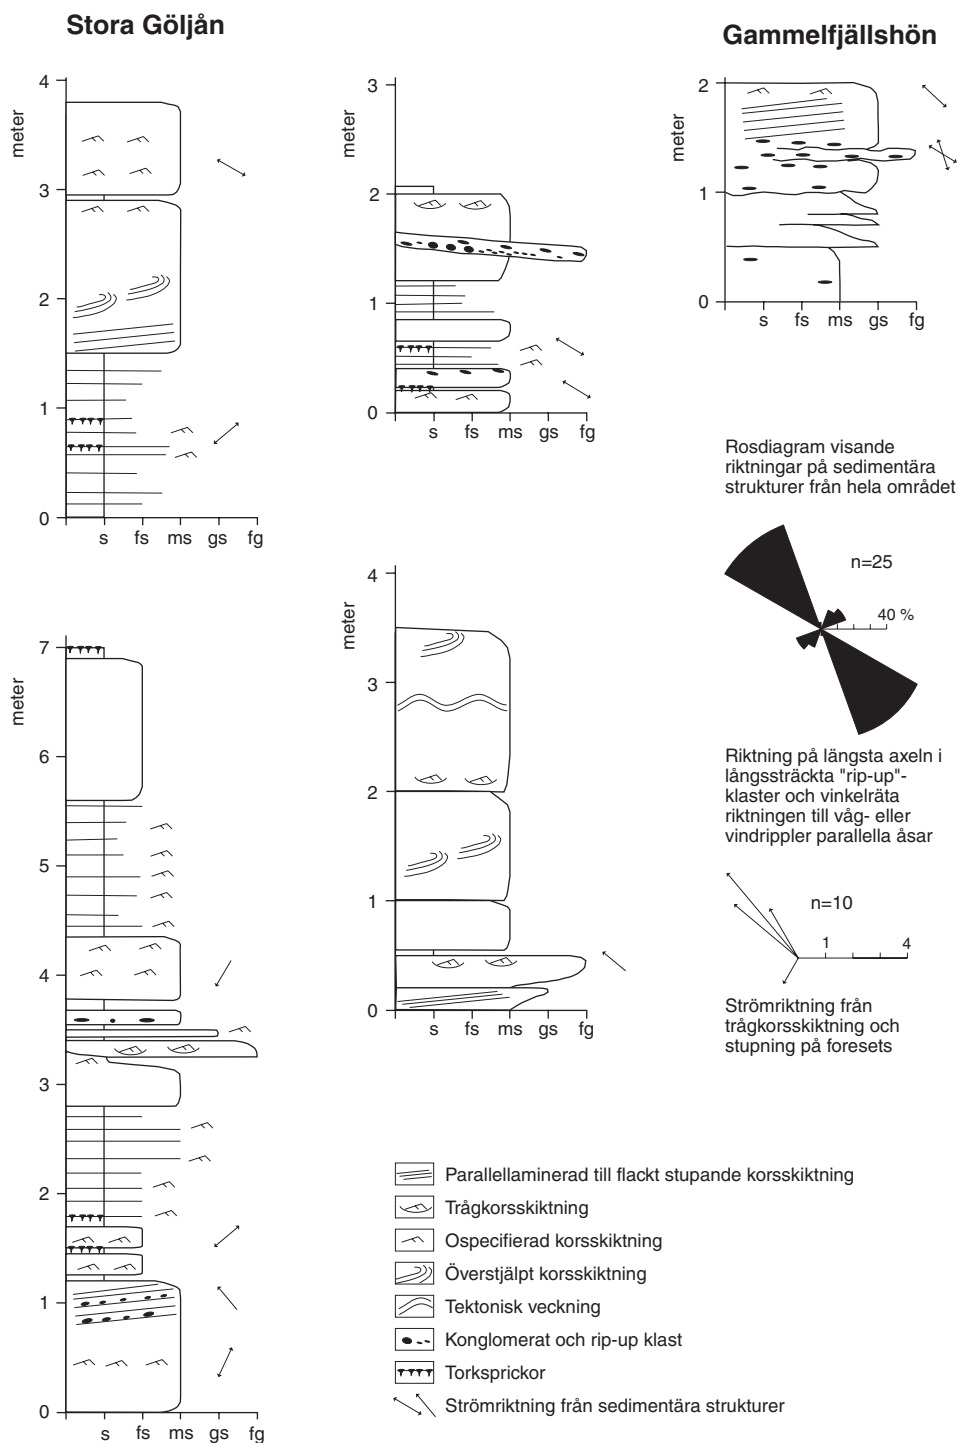 Stora Göljån
Gammelfjällshön
4
3
2
1
0
meter
s fs ms gs fg
3
2
1
0
meter
s fs ms gs fg
2
1
0
meter
s fs ms gs fg
Rosdiagram visande
riktningar på sedimentära
strukturer från hela området
n=25
40 %
Riktning på längsta axeln i
långssträckta "rip-up"-
klaster och vinkelräta
riktningen till våg- eller
vindrippler parallella åsar
n=10
1 4
Strömriktning från
trågkorsskiktning och
stupning på foresets
7
6
5
4
3
2
1
0
meter
s fs ms gs fg
4
3
2
1
0
meter
s fs ms gs fg
Parallellaminerad till flackt stupande korsskiktning
Trågkorsskiktning
Ospecifierad korsskiktning
Överstjälpt korsskiktning
Tektonisk veckning
Konglomerat och rip-up klast
Torksprickor
Strömriktning från sedimentära strukturer